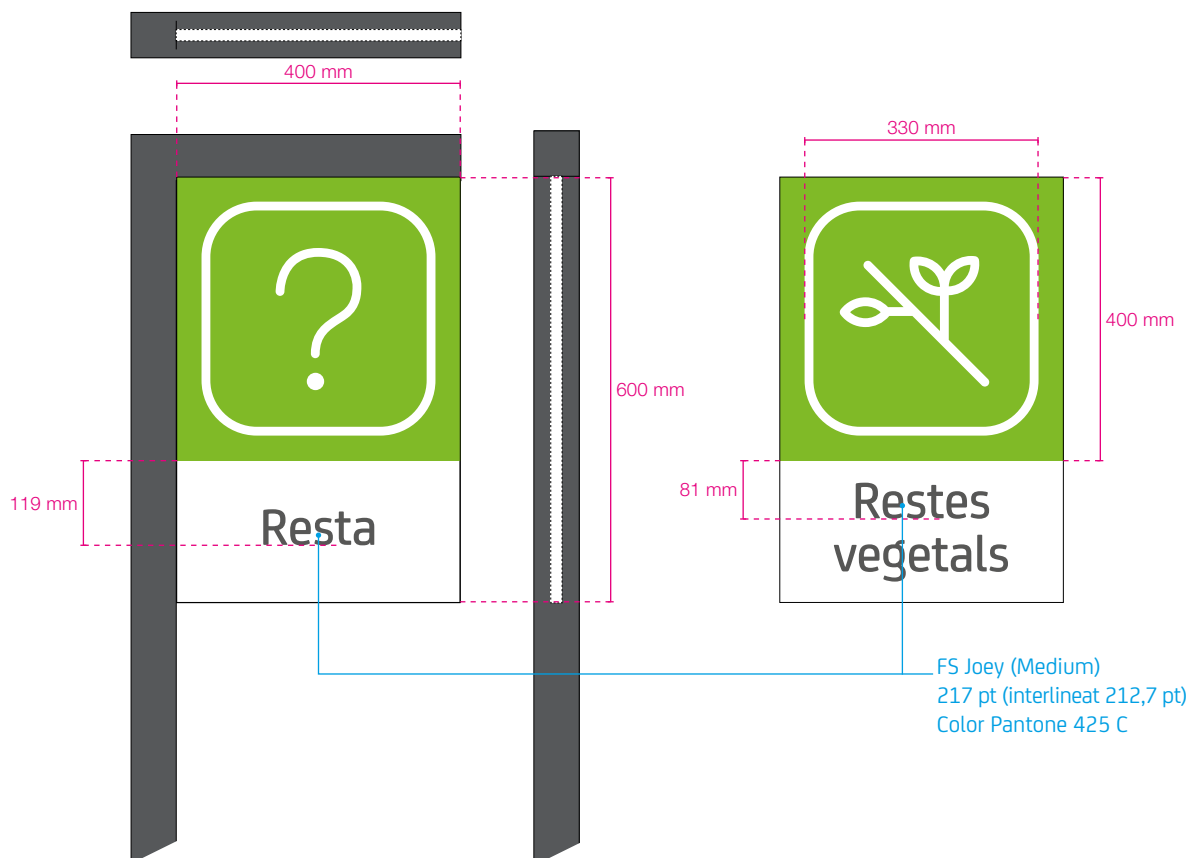 400 mm
330 mm
?
400 mm
600 mm
119 mm
81 mm
Resta
Restes
vegetals
FS Joey (Medium)
217 pt (interlineat 212,7 pt)
Color Pantone 425 C